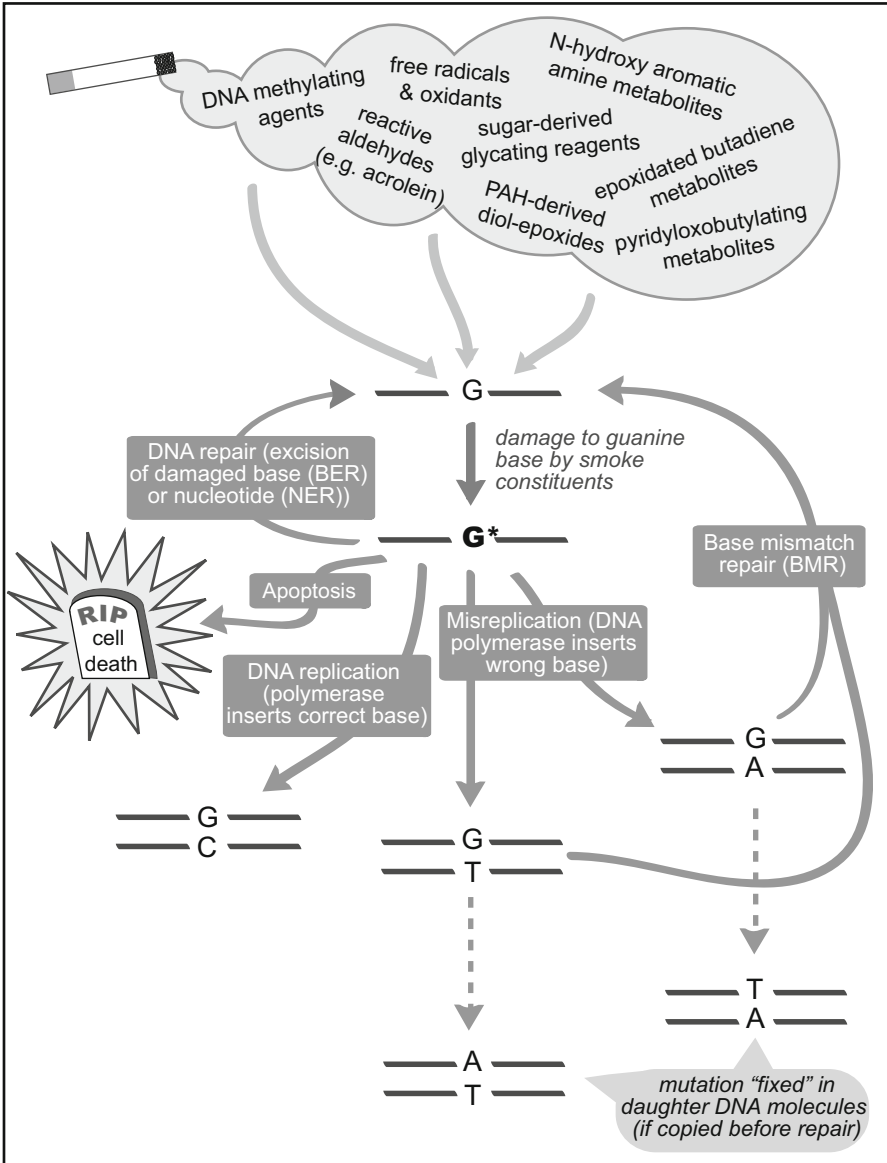 DNA methylating
agents
free radicals
& oxidants
reactive
aldehydes
(e.g. acrolein)
N-hydroxy aromatic
amine metabolites
sugar-derived
glycating reagents
PAH-derived
diol-epoxides
epoxidated butadiene
metabolites
pyridyloxobutylating
metabolites
G
damage to guanine
base by smoke
constituents
DNA repair (excision
of damaged base (BER)
or nucleotide (NER))
G*
Base mismatch
repair (BMR)
Apoptosis
RIP
cell
death
DNA replication
(polymerase
inserts correct base)
Misreplication (DNA
polymerase inserts
wrong base)
G
A
G
C
G
T
T
A
A
T
mutation “fixed” in
daughter DNA molecules
(if copied before repair)